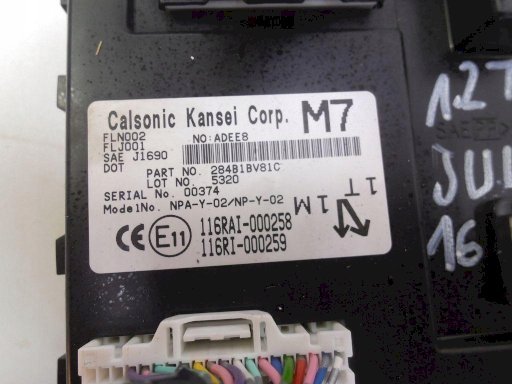 Calsonic Kansei Corp. M7
FLN002 NO:ADEE8
FLJ001
SAE J1690
DOT PART NO. 284B1BV81C
LOT NO. 5320
SERIAL No. 00374
ModelNo. NPA-Y-02/NP-Y-02
1T
1M
CE E11 116RAI-000258
116RI-000259
1.2T
JUK
16